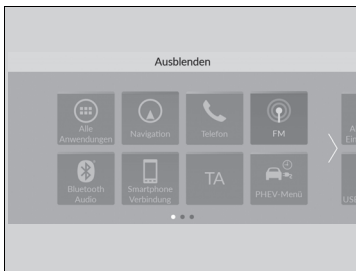 Ausblenden
Alle
Anwendungen
Navigation
Telefon
FM
Bluetooth
Audio
Smartphone
Verbindung
TA
PHEV-Menü